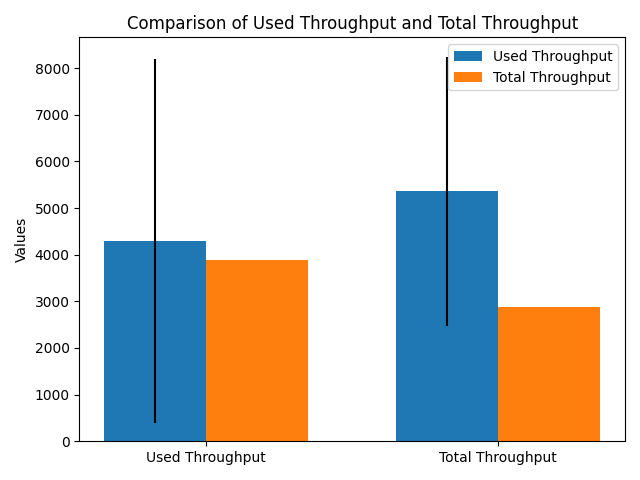 Comparison of Used Throughput and Total Throughput
Used Throughput
Total Throughput
Values
8000
7000
6000
5000
4000
3000
2000
1000
0
Used Throughput
Total Throughput